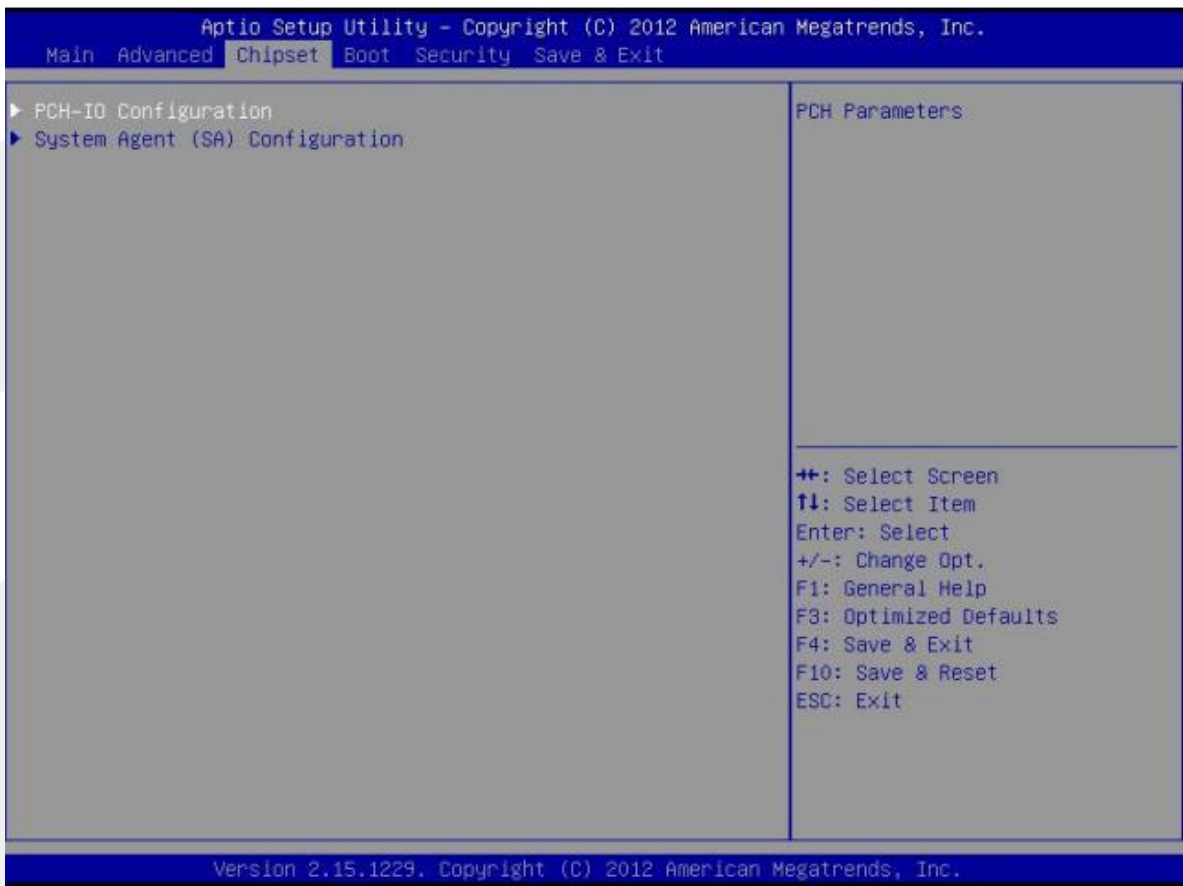 Aptio Setup Utility – Copyright (C) 2012 American Megatrends, Inc.
Main Advanced Chipset Boot Security Save & Exit
► PCH-IO Configuration
► System Agent (SA) Configuration
PCH Parameters
→←: Select Screen
↑↓: Select Item
Enter: Select
+/-: Change Opt.
F1: General Help
F3: Optimized Defaults
F4: Save & Exit
F10: Save & Reset
ESC: Exit
Version 2.15.1229. Copyright (C) 2012 American Megatrends, Inc.